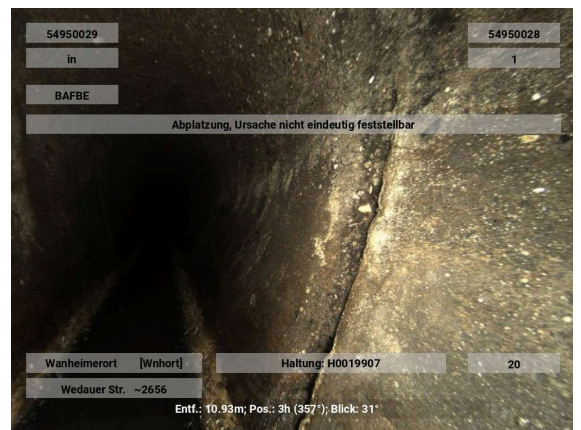 54950029 54950028
in 1
BAFBE
Abplatzung, Ursache nicht eindeutig feststellbar
Wanheimerort [Wnhort] Haltung: H0019907 20
Wedauer Str. ~2656
Entf.: 10.93m; Pos.: 3h (357°); Blick: 31°